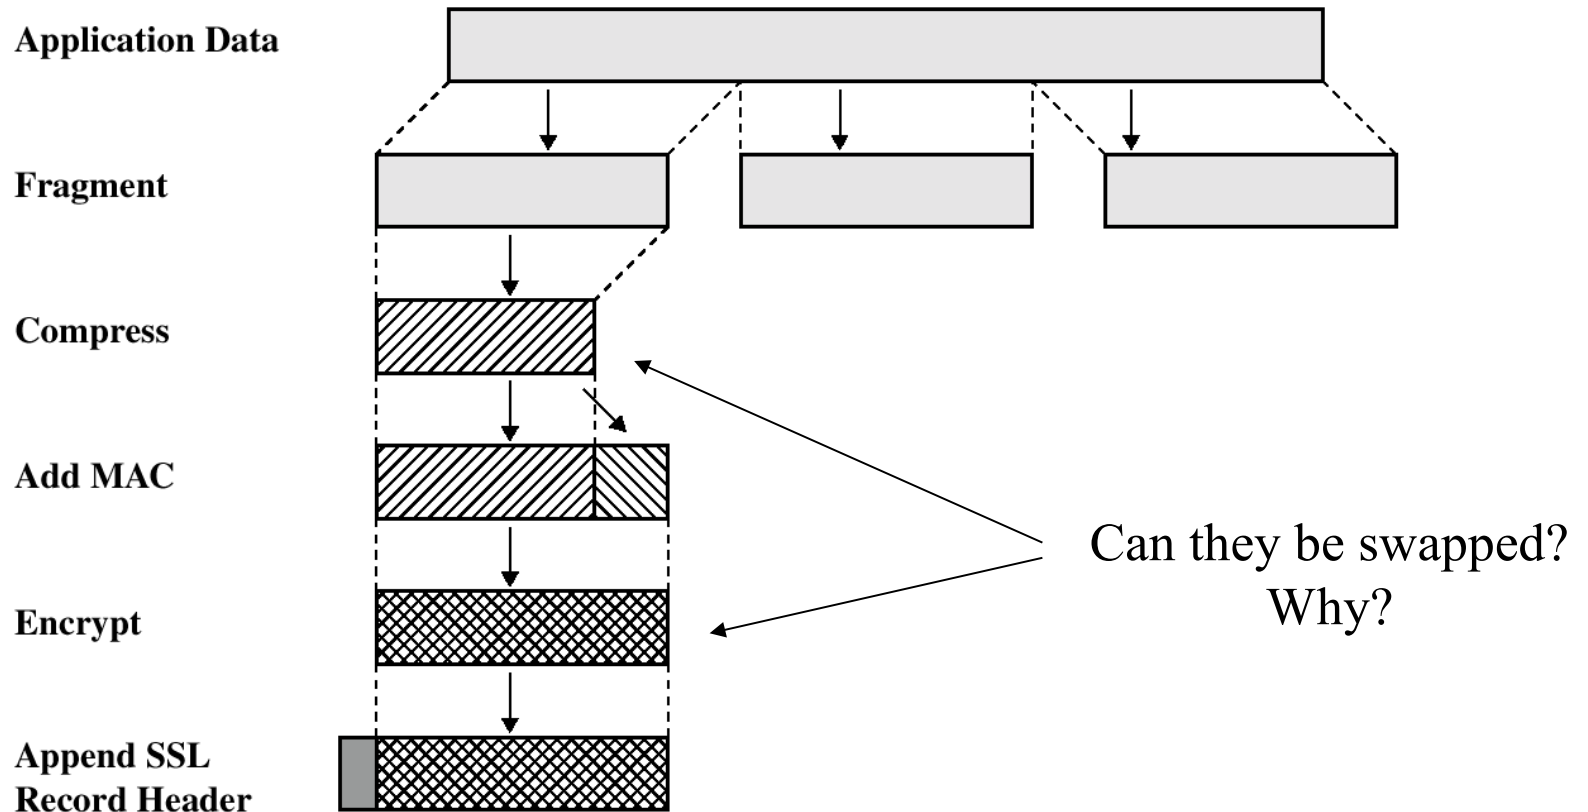 Application Data
Fragment
Compress
Add MAC
Encrypt
Can they be swapped?
Why?
Append SSL
Record Header